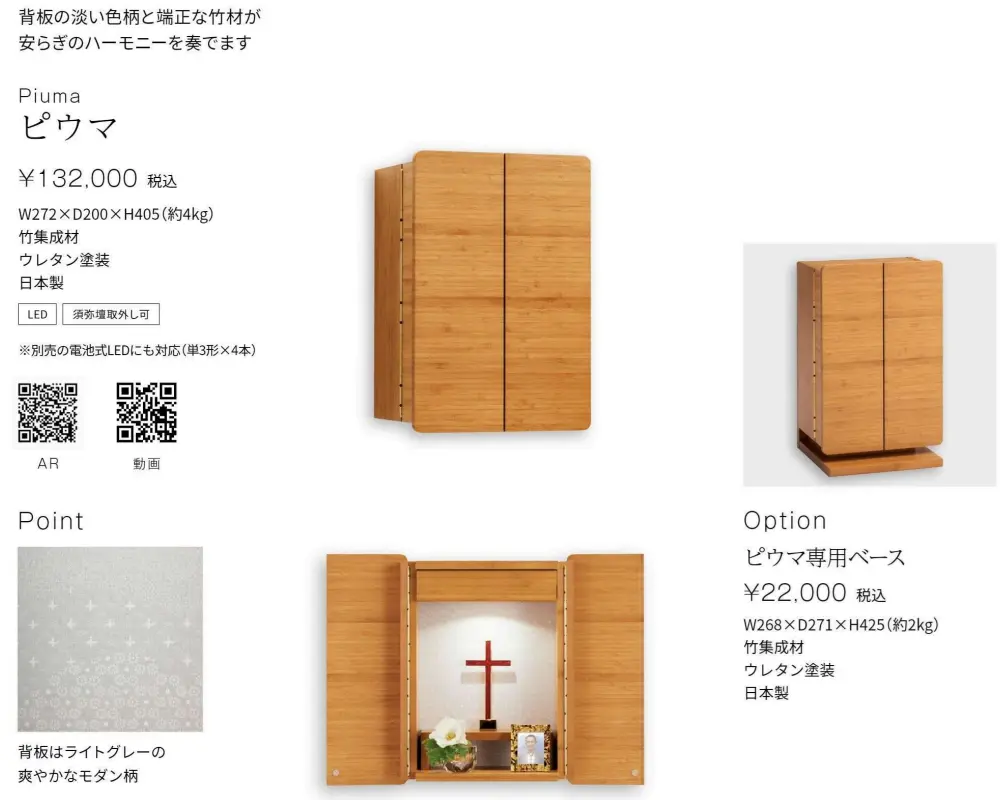 背板の淡い色柄と端正な竹材が
安らぎのハーモニーを奏でます
Piuma
ピウマ
¥132,000 税込
W272×D200×H405(約4kg)
竹集成材
ウレタン塗装
日本製
LED 須弥壇取外し可
※別売の電池式LEDにも対応(単3形×4本)
AR 動画
Point
背板はライトグレーの
爽やかなモダン柄
Option
ピウマ専用ベース
¥22,000 税込
W268×D271×H425(約2kg)
竹集成材
ウレタン塗装
日本製